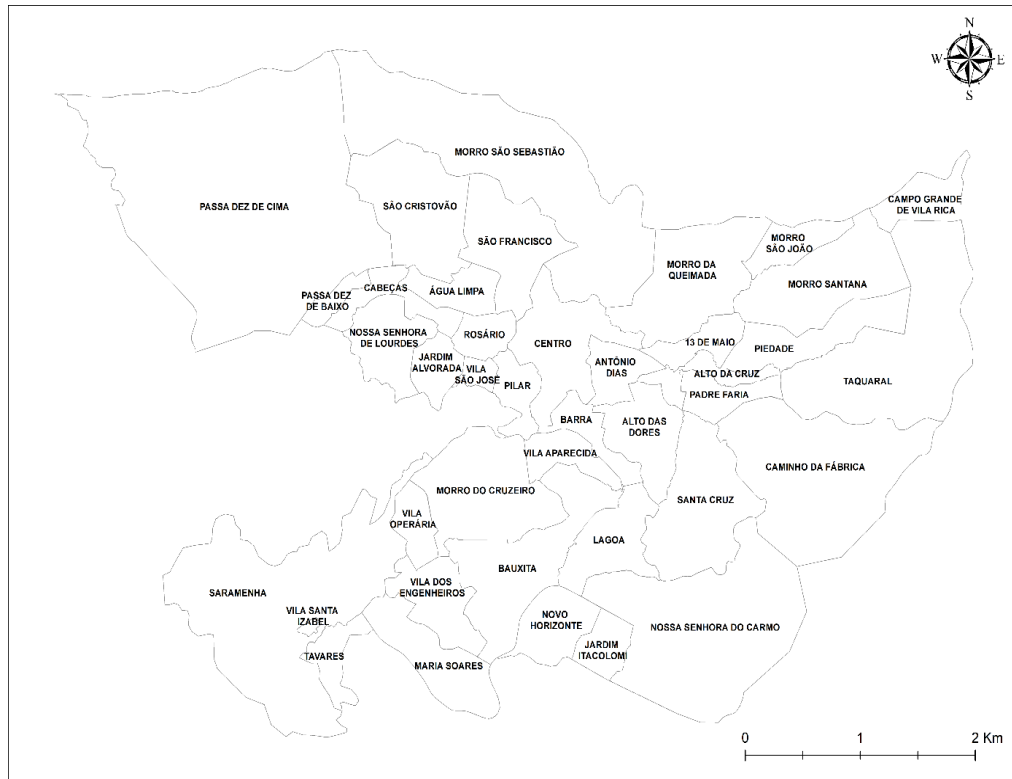 N
W
E
S
MORRO SÃO SEBASTIÃO
PASSA DEZ DE CIMA
SÃO CRISTOVÃO
CAMPO GRANDE
DE VILA RICA
SÃO FRANCISCO
MORRO
SÃO JOÃO
MORRO DA
QUEIMADA
MORRO SANTANA
CABEÇAS
ÁGUA LIMPA
PASSA DEZ
DE BAIXO
NOSSA SENHORA
DE LOURDES
ROSÁRIO
CENTRO
13 DE MAIO
PIEDADE
JARDIM
ALVORADA
VILA
SÃO JOSÉ
PILAR
ANTÔNIO
DIAS
ALTO DA CRUZ
TAQUARAL
PADRE FARIA
BARRA
ALTO DAS
DORES
VILA APARECIDA
CAMINHO DA FÁBRICA
MORRO DO CRUZEIRO
SANTA CRUZ
VILA
OPERÁRIA
LAGOA
BAUXITA
SARAMENHA
VILA DOS
ENGENHEIROS
VILA SANTA
IZABEL
NOVO
HORIZONTE
NOSSA SENHORA DO CARMO
JARDIM
ITACOLOMI
TAVARES
MARIA SOARES
0
1
2 Km